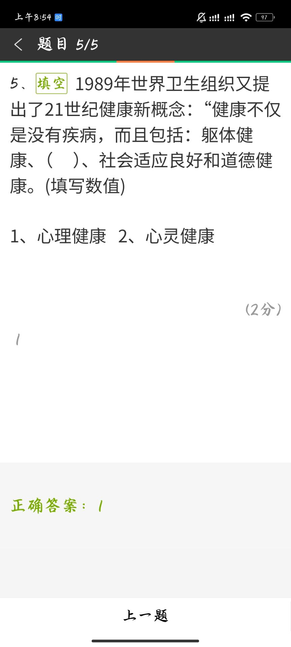 上午8:54
97
题目 5/5
5、填空 1989年世界卫生组织又提
出了21世纪健康新概念：“健康不仅
是没有疾病，而且包括：躯体健
康、（ ）、社会适应良好和道德健
康。(填写数值)
1、心理健康 2、心灵健康
(2分)
1
正确答案：1
上一题